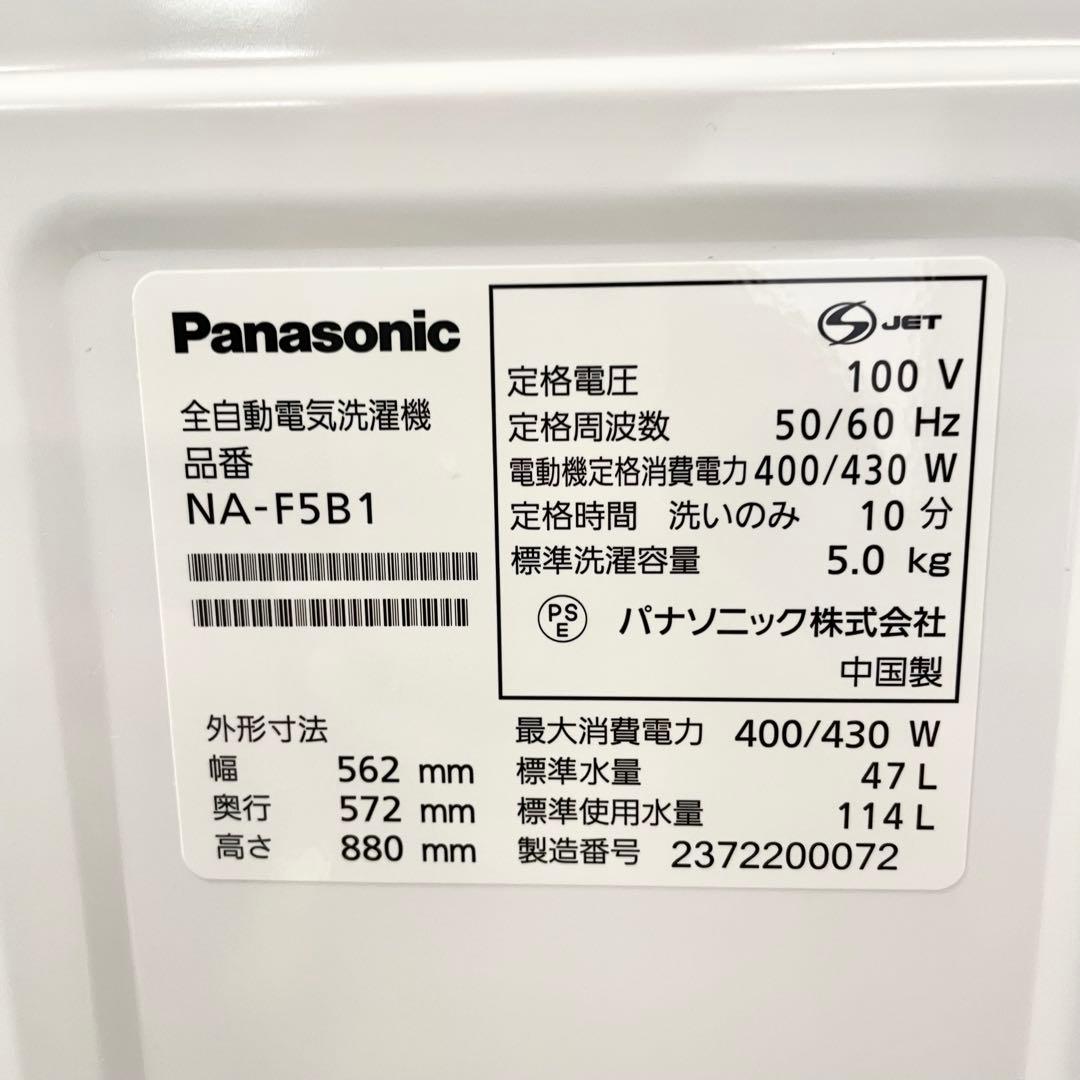 Panasonic
全自動電気洗濯機
品番
NA-F5B1
S JET
定格電圧 100 V
定格周波数 50/60 Hz
電動機定格消費電力 400/430 W
定格時間 洗いのみ 10 分
標準洗濯容量 5.0 kg
PSE パナソニック株式会社
中国製
外形寸法
幅 562 mm
奥行 572 mm
高さ 880 mm
最大消費電力 400/430 W
標準水量 47 L
標準使用水量 114 L
製造番号 2372200072